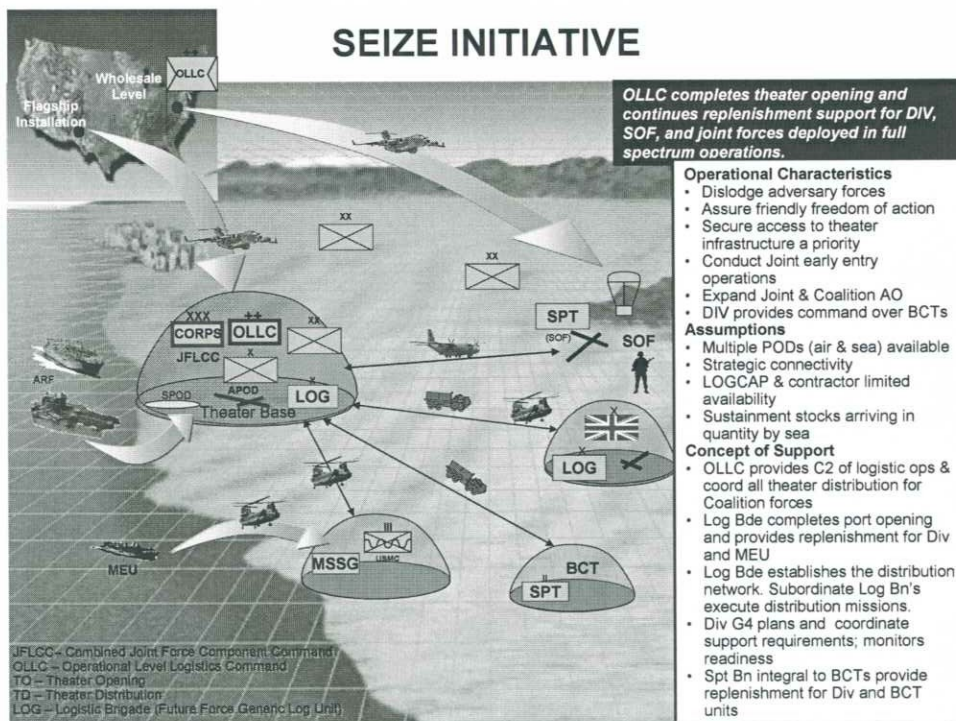 SEIZE INITIATIVE
++
OLLC
Wholesale
Level
Flagship
Installation
OLLC completes theater opening and
continues replenishment support for DIV,
SOF, and joint forces deployed in full
spectrum operations.
Operational Characteristics
• Dislodge adversary forces
• Assure friendly freedom of action
• Secure access to theater
infrastructure a priority
• Conduct Joint early entry
operations
• Expand Joint & Coalition AO
• DIV provides command over BCTs
Assumptions
• Multiple PODs (air & sea) available
• Strategic connectivity
• LOGCAP & contractor limited
availability
• Sustainment stocks arriving in
quantity by sea
Concept of Support
• OLLC provides C2 of logistic ops &
coord all theater distribution for
Coalition forces
• Log Bde completes port opening
and provides replenishment for Div
and MEU
• Log Bde establishes the distribution
network. Subordinate Log Bn's
execute distribution missions.
• Div G4 plans and coordinate
support requirements; monitors
readiness
• Spt Bn integral to BCTs provide
replenishment for Div and BCT
units
XX
XX
XXX
CORPS
JFLCC
++
OLLC
XX
X
X
LOG
APOD
SPOD
Theater Base
ARF
II
SPT
(SOF)
SOF
X
X
LOG
III
USMC
MSSG
MEU
BCT
II
SPT
JFLCC – Combined Joint Force Component Command
OLLC – Operational Level Logistics Command
TO – Theater Opening
TD – Theater Distribution
LOG – Logistic Brigade (Future Force Generic Log Unit)